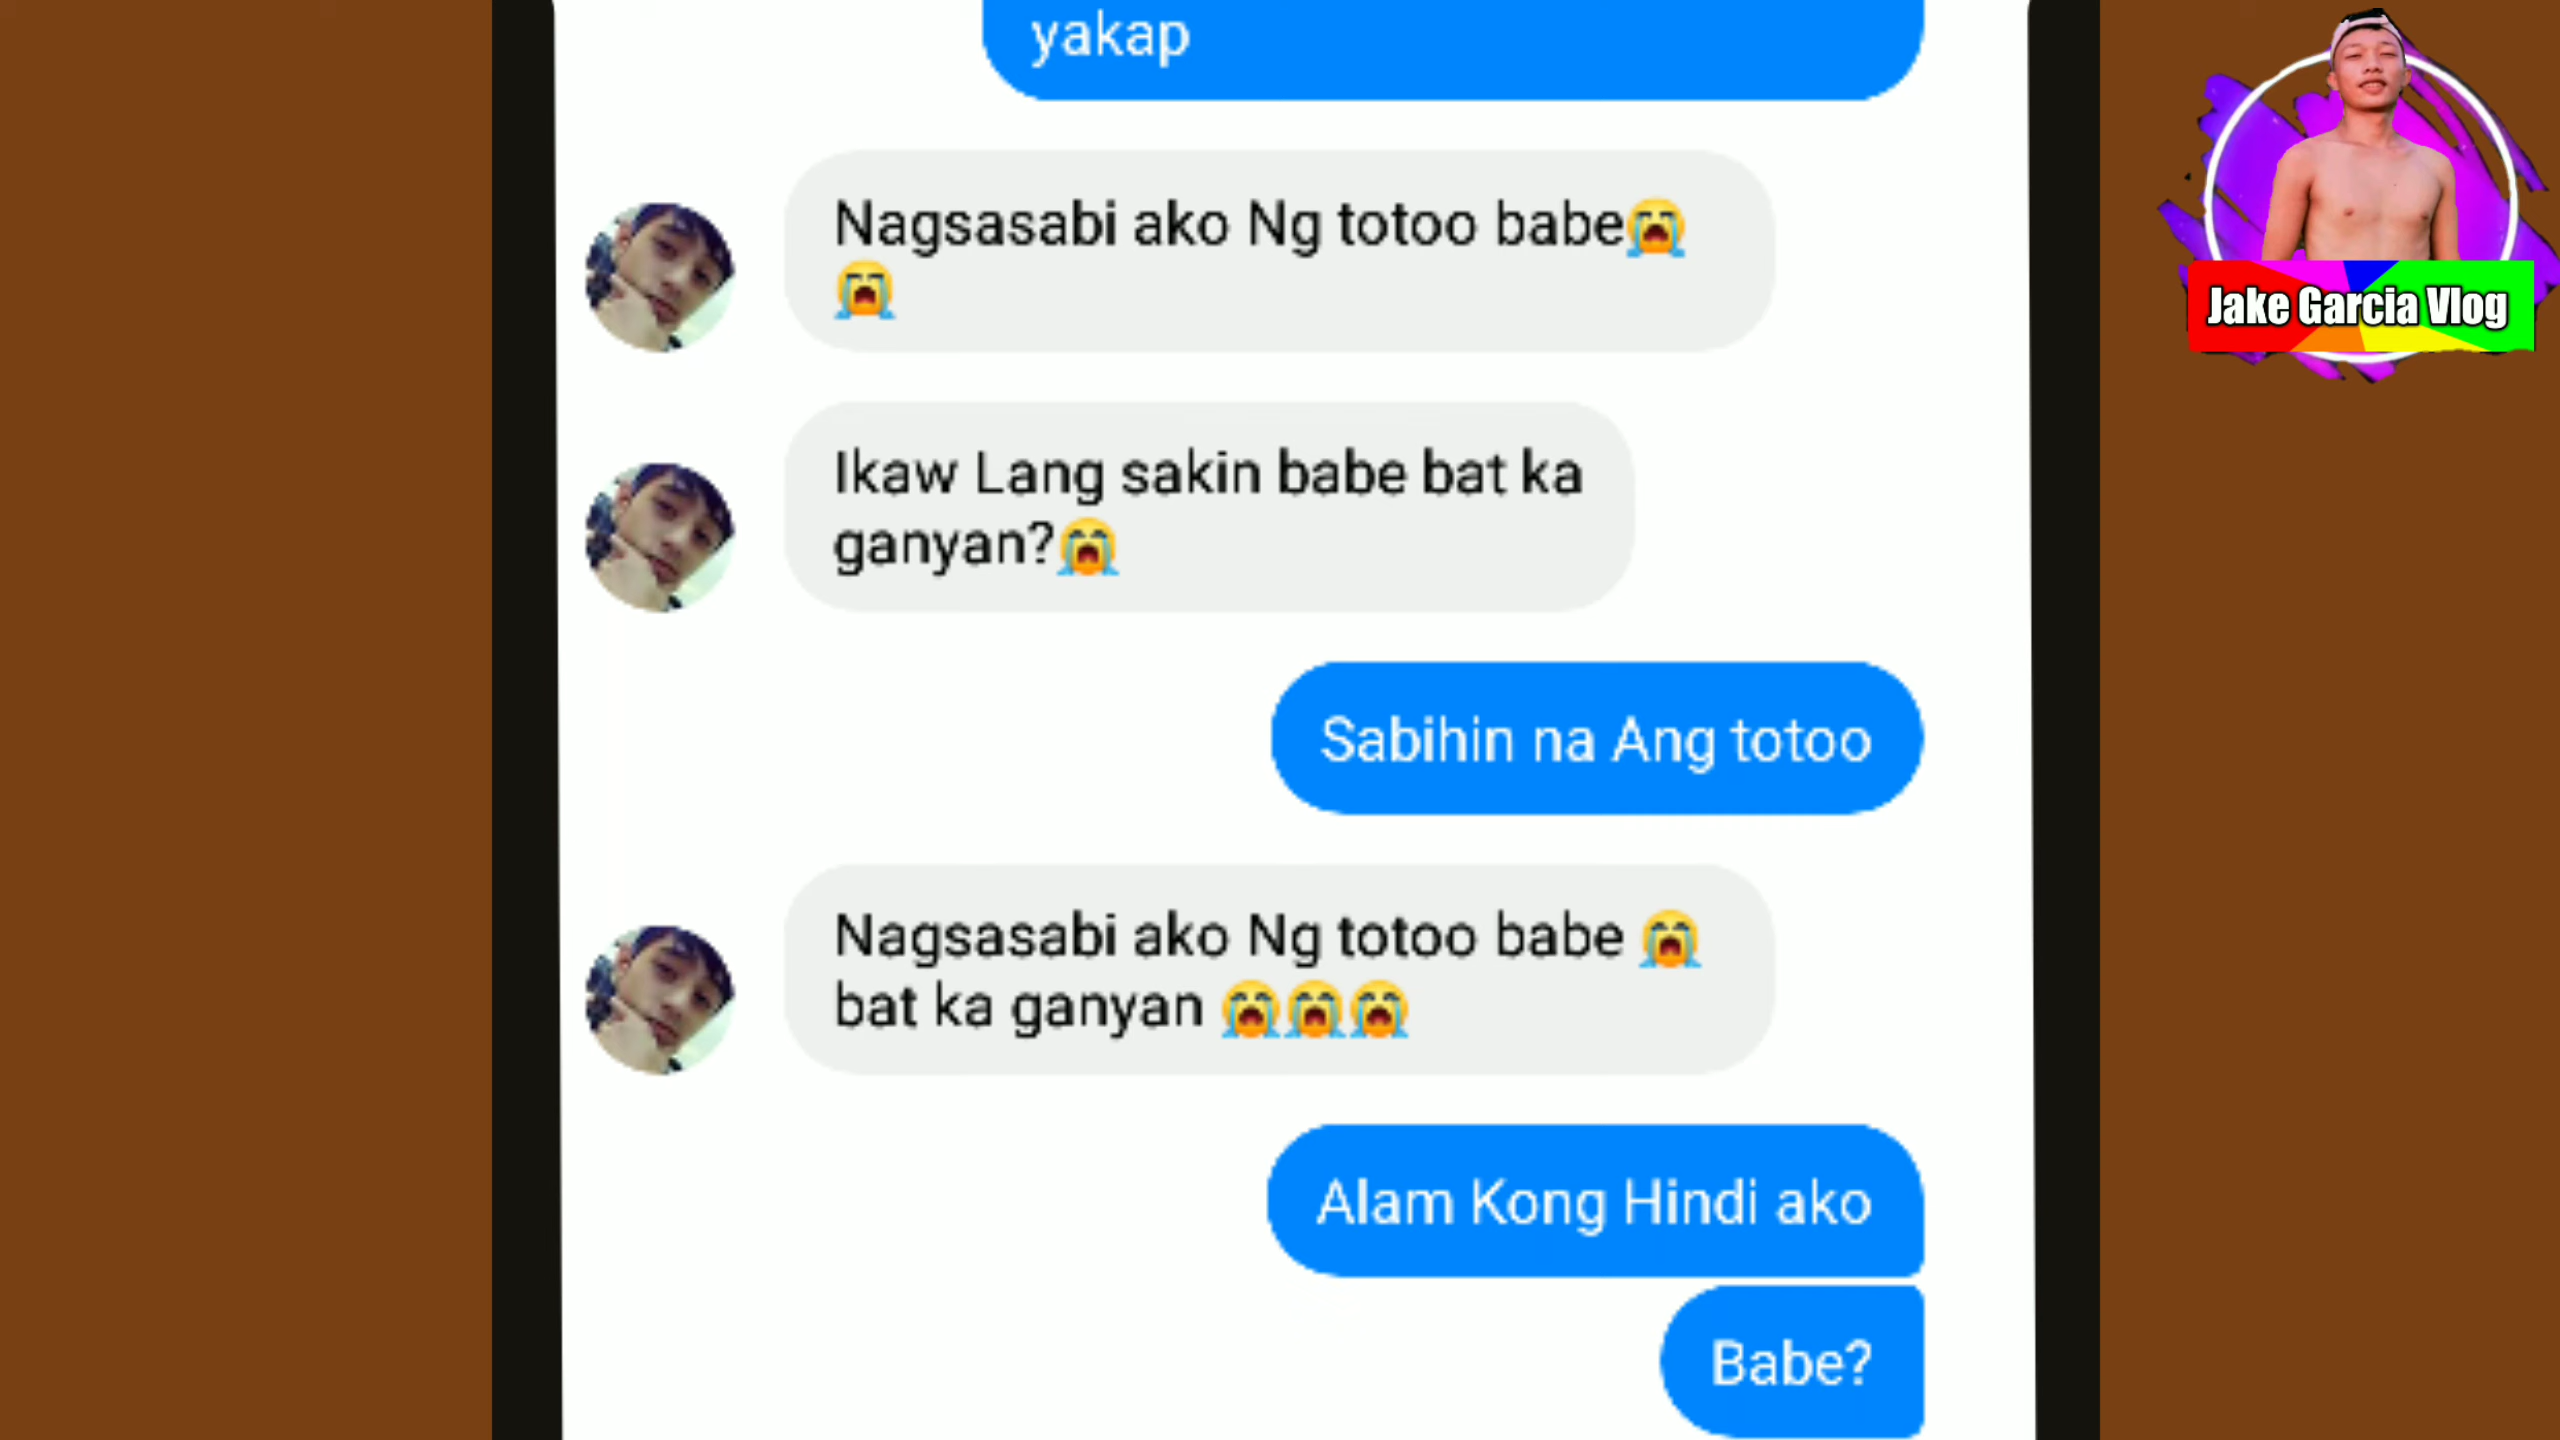 yakap
Nagsasabi ako Ng totoo babe😭
😭
Ikaw Lang sakin babe bat ka
ganyan?😭
Sabihin na Ang totoo
Nagsasabi ako Ng totoo babe 😭
bat ka ganyan 😭😭😭
Alam Kong Hindi ako
Babe?
Jake Garcia Vlog